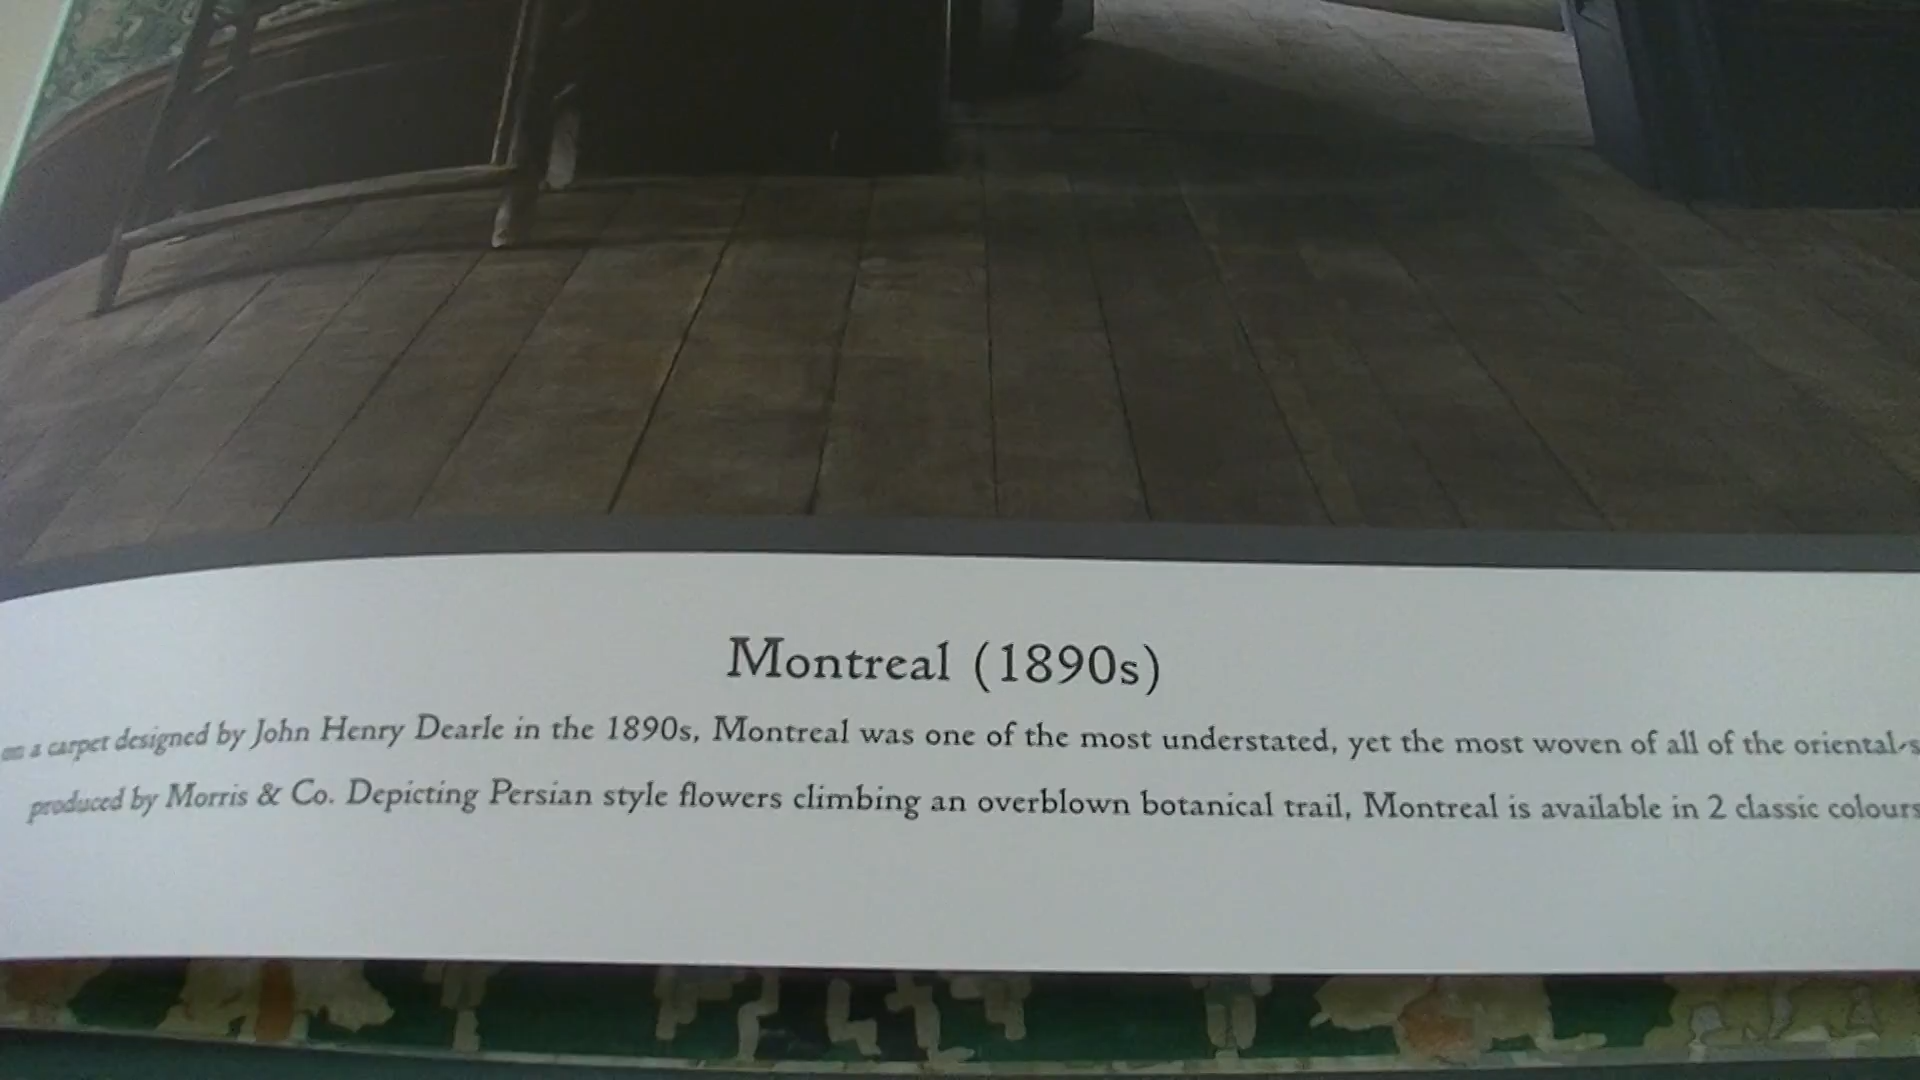 Montreal (1890s)
on a carpet designed by John Henry Dearle in the 1890s, Montreal was one of the most understated, yet the most woven of all of the oriental-s
produced by Morris & Co. Depicting Persian style flowers climbing an overblown botanical trail, Montreal is available in 2 classic colours